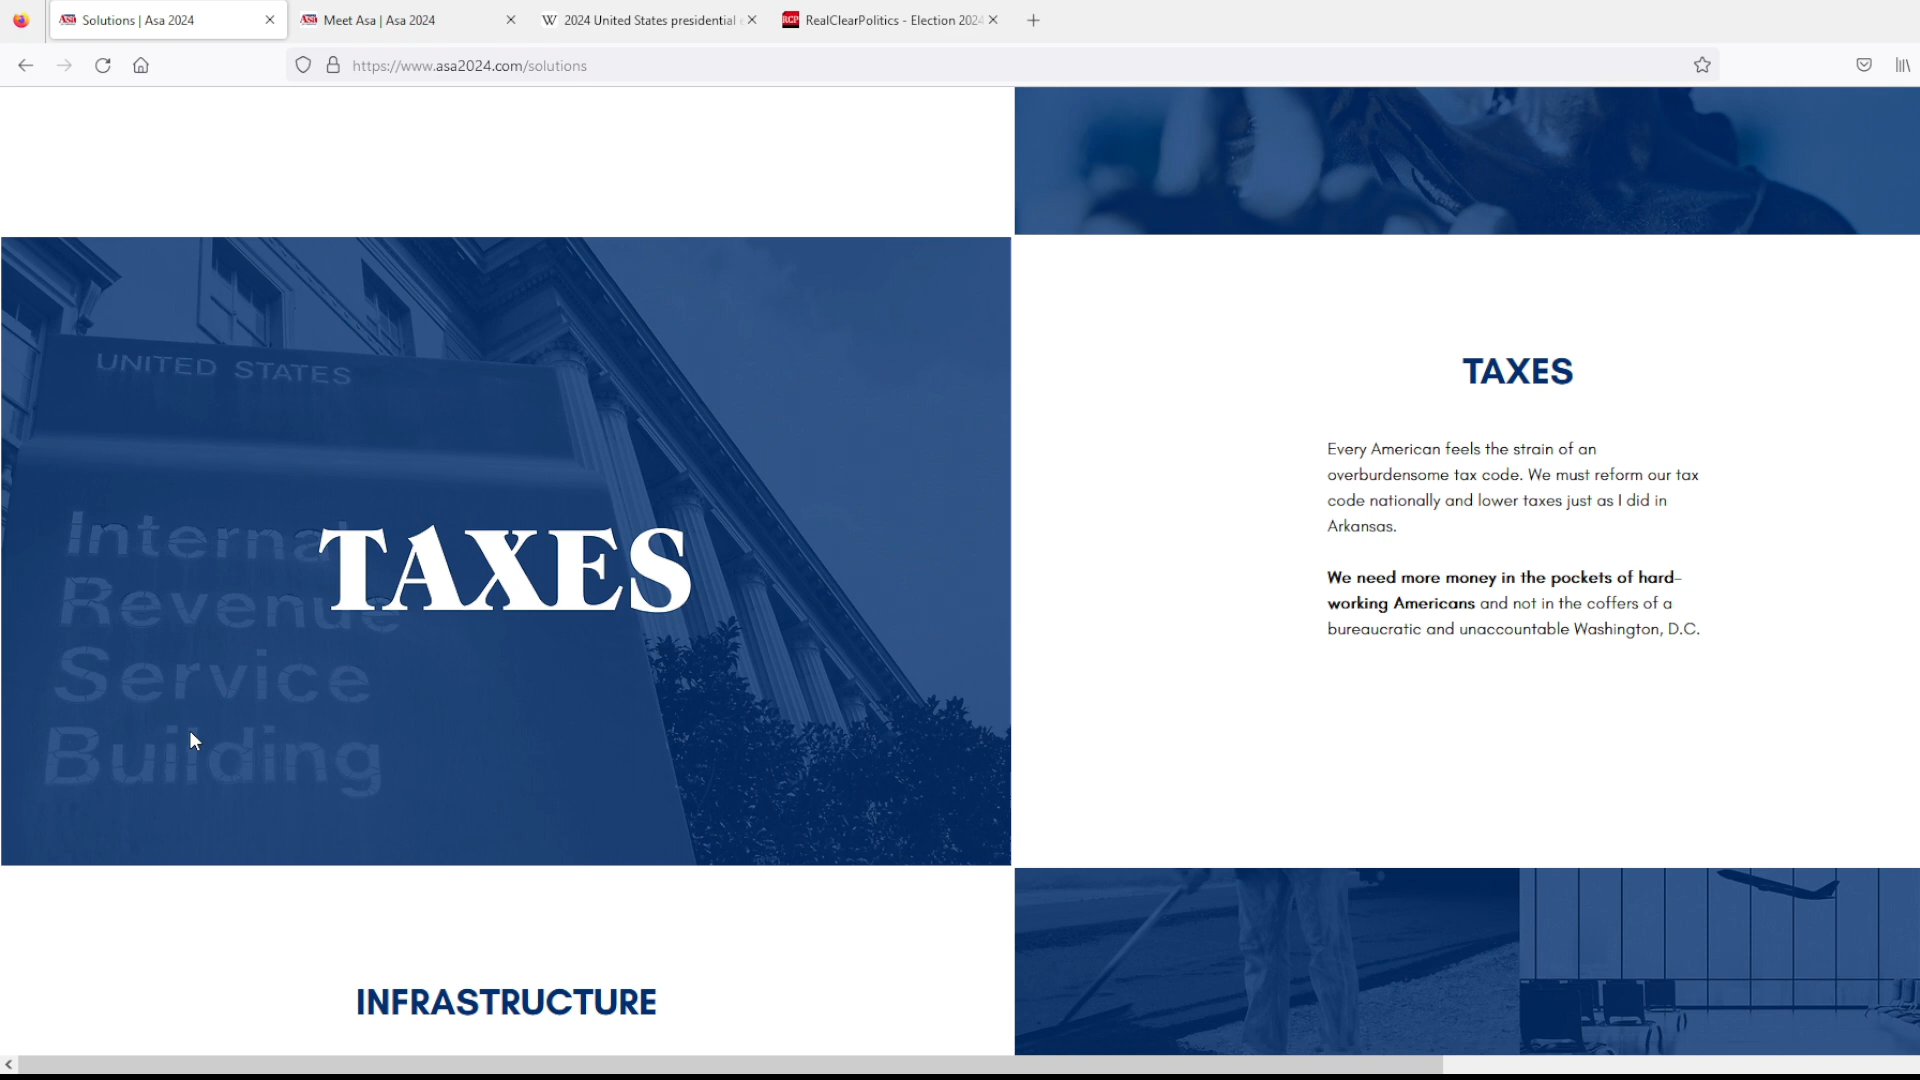 Solutions | Asa 2024
Meet Asa | Asa 2024
2024 United States presidential
RealClearPolitics - Election 2024
https://www.asa2024.com/solutions
UNITED STATES
Internal
Revenue
Service
Building
TAXES
TAXES
Every American feels the strain of an
overburdensome tax code. We must reform our tax
code nationally and lower taxes just as I did in
Arkansas.
We need more money in the pockets of hard-
working Americans and not in the coffers of a
bureaucratic and unaccountable Washington, D.C.
INFRASTRUCTURE